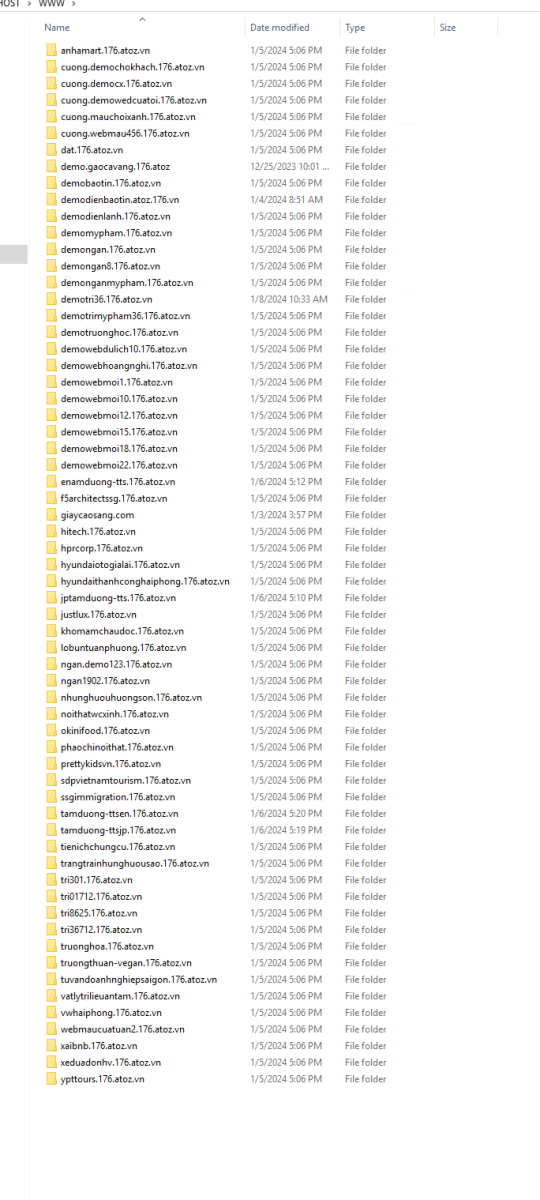 HOST > WWW >
Name Date modified Type Size
anhamart.176.atoz.vn 1/5/2024 5:06 PM File folder
cuong.demochokhach.176.atoz.vn 1/5/2024 5:06 PM File folder
cuong.democx.176.atoz.vn 1/5/2024 5:06 PM File folder
cuong.demowedcuatoi.176.atoz.vn 1/5/2024 5:06 PM File folder
cuong.mauchoixanh.176.atoz.vn 1/5/2024 5:06 PM File folder
cuong.webmau456.176.atoz.vn 1/5/2024 5:06 PM File folder
dat.176.atoz.vn 1/5/2024 5:06 PM File folder
demo.gaocavang.176.atoz 12/25/2023 10:01 ... File folder
demobaotin.176.atoz.vn 1/5/2024 5:06 PM File folder
demodienbaotin.atoz.176.vn 1/4/2024 8:51 AM File folder
demodienlanh.176.atoz.vn 1/5/2024 5:06 PM File folder
demomypham.176.atoz.vn 1/5/2024 5:06 PM File folder
demongan.176.atoz.vn 1/5/2024 5:06 PM File folder
demongan8.176.atoz.vn 1/5/2024 5:06 PM File folder
demonganmypham.176.atoz.vn 1/5/2024 5:06 PM File folder
demotri36.176.atoz.vn 1/8/2024 10:33 AM File folder
demotrimypham36.176.atoz.vn 1/5/2024 5:06 PM File folder
demotruonghoc.176.atoz.vn 1/5/2024 5:06 PM File folder
demowebdulich10.176.atoz.vn 1/5/2024 5:06 PM File folder
demowebhoangnghi.176.atoz.vn 1/5/2024 5:06 PM File folder
demowebmoi1.176.atoz.vn 1/5/2024 5:06 PM File folder
demowebmoi10.176.atoz.vn 1/5/2024 5:06 PM File folder
demowebmoi12.176.atoz.vn 1/5/2024 5:06 PM File folder
demowebmoi15.176.atoz.vn 1/5/2024 5:06 PM File folder
demowebmoi18.176.atoz.vn 1/5/2024 5:06 PM File folder
demowebmoi22.176.atoz.vn 1/5/2024 5:06 PM File folder
enamduong-tts.176.atoz.vn 1/6/2024 5:12 PM File folder
f5architectssg.176.atoz.vn 1/5/2024 5:06 PM File folder
giaycaosang.com 1/3/2024 3:57 PM File folder
hitech.176.atoz.vn 1/5/2024 5:06 PM File folder
hprcorp.176.atoz.vn 1/5/2024 5:06 PM File folder
hyundaiotogialai.176.atoz.vn 1/5/2024 5:06 PM File folder
hyundaithanhconghaiphong.176.atoz.vn 1/5/2024 5:06 PM File folder
jptamduong-tts.176.atoz.vn 1/6/2024 5:10 PM File folder
justlux.176.atoz.vn 1/5/2024 5:06 PM File folder
khomamchaudoc.176.atoz.vn 1/5/2024 5:06 PM File folder
lobuntuanphuong.176.atoz.vn 1/5/2024 5:06 PM File folder
ngan.demo123.176.atoz.vn 1/5/2024 5:06 PM File folder
ngan1902.176.atoz.vn 1/5/2024 5:06 PM File folder
nhunghuouhuongson.176.atoz.vn 1/5/2024 5:06 PM File folder
noithatwcxinh.176.atoz.vn 1/5/2024 5:06 PM File folder
okinifood.176.atoz.vn 1/5/2024 5:06 PM File folder
phaochinoithat.176.atoz.vn 1/5/2024 5:06 PM File folder
prettykidsvn.176.atoz.vn 1/5/2024 5:06 PM File folder
sdpvietnamtourism.176.atoz.vn 1/5/2024 5:06 PM File folder
ssgimmigration.176.atoz.vn 1/5/2024 5:06 PM File folder
tamduong-ttsen.176.atoz.vn 1/6/2024 5:20 PM File folder
tamduong-ttsjp.176.atoz.vn 1/6/2024 5:19 PM File folder
tienichchungcu.176.atoz.vn 1/5/2024 5:06 PM File folder
trangtrainhunghuousao.176.atoz.vn 1/5/2024 5:06 PM File folder
tri301.176.atoz.vn 1/5/2024 5:06 PM File folder
tri01712.176.atoz.vn 1/5/2024 5:06 PM File folder
tri8625.176.atoz.vn 1/5/2024 5:06 PM File folder
tri36712.176.atoz.vn 1/5/2024 5:06 PM File folder
truonghoa.176.atoz.vn 1/5/2024 5:06 PM File folder
truongthuan-vegan.176.atoz.vn 1/5/2024 5:06 PM File folder
tuvandoanhnghiepsaigon.176.atoz.vn 1/5/2024 5:06 PM File folder
vatlytrilieuantam.176.atoz.vn 1/5/2024 5:06 PM File folder
vwhaiphong.176.atoz.vn 1/5/2024 5:06 PM File folder
webmaucuatuan2.176.atoz.vn 1/5/2024 5:06 PM File folder
xaibnb.176.atoz.vn 1/5/2024 5:06 PM File folder
xeduadonhv.176.atoz.vn 1/5/2024 5:06 PM File folder
ypttours.176.atoz.vn 1/5/2024 5:06 PM File folder